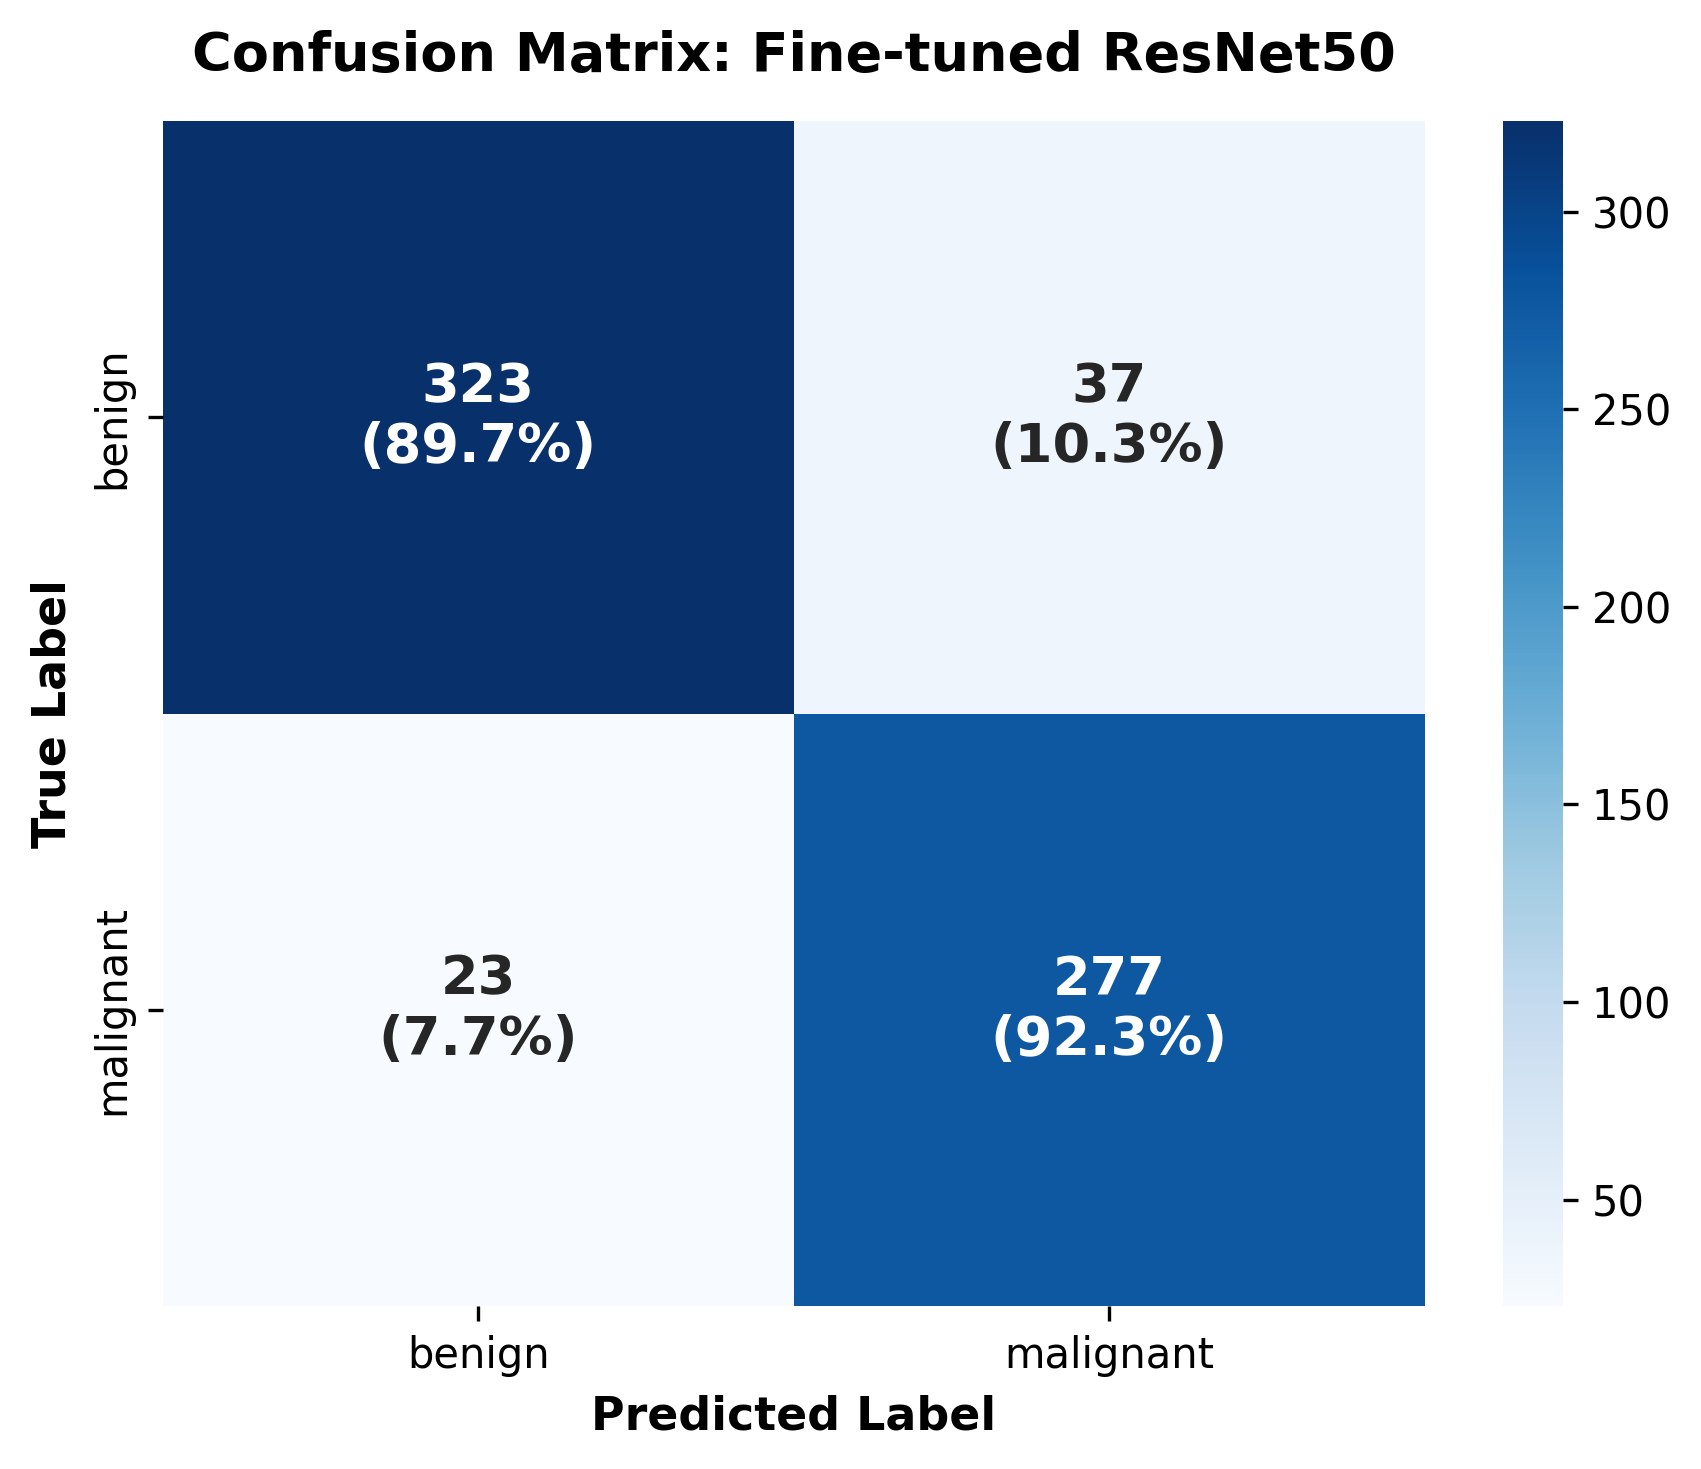 Confusion Matrix: Fine-tuned ResNet50
True Label
benign
malignant
323
(89.7%)
37
(10.3%)
23
(7.7%)
277
(92.3%)
benign
malignant
Predicted Label
300
250
200
150
100
50